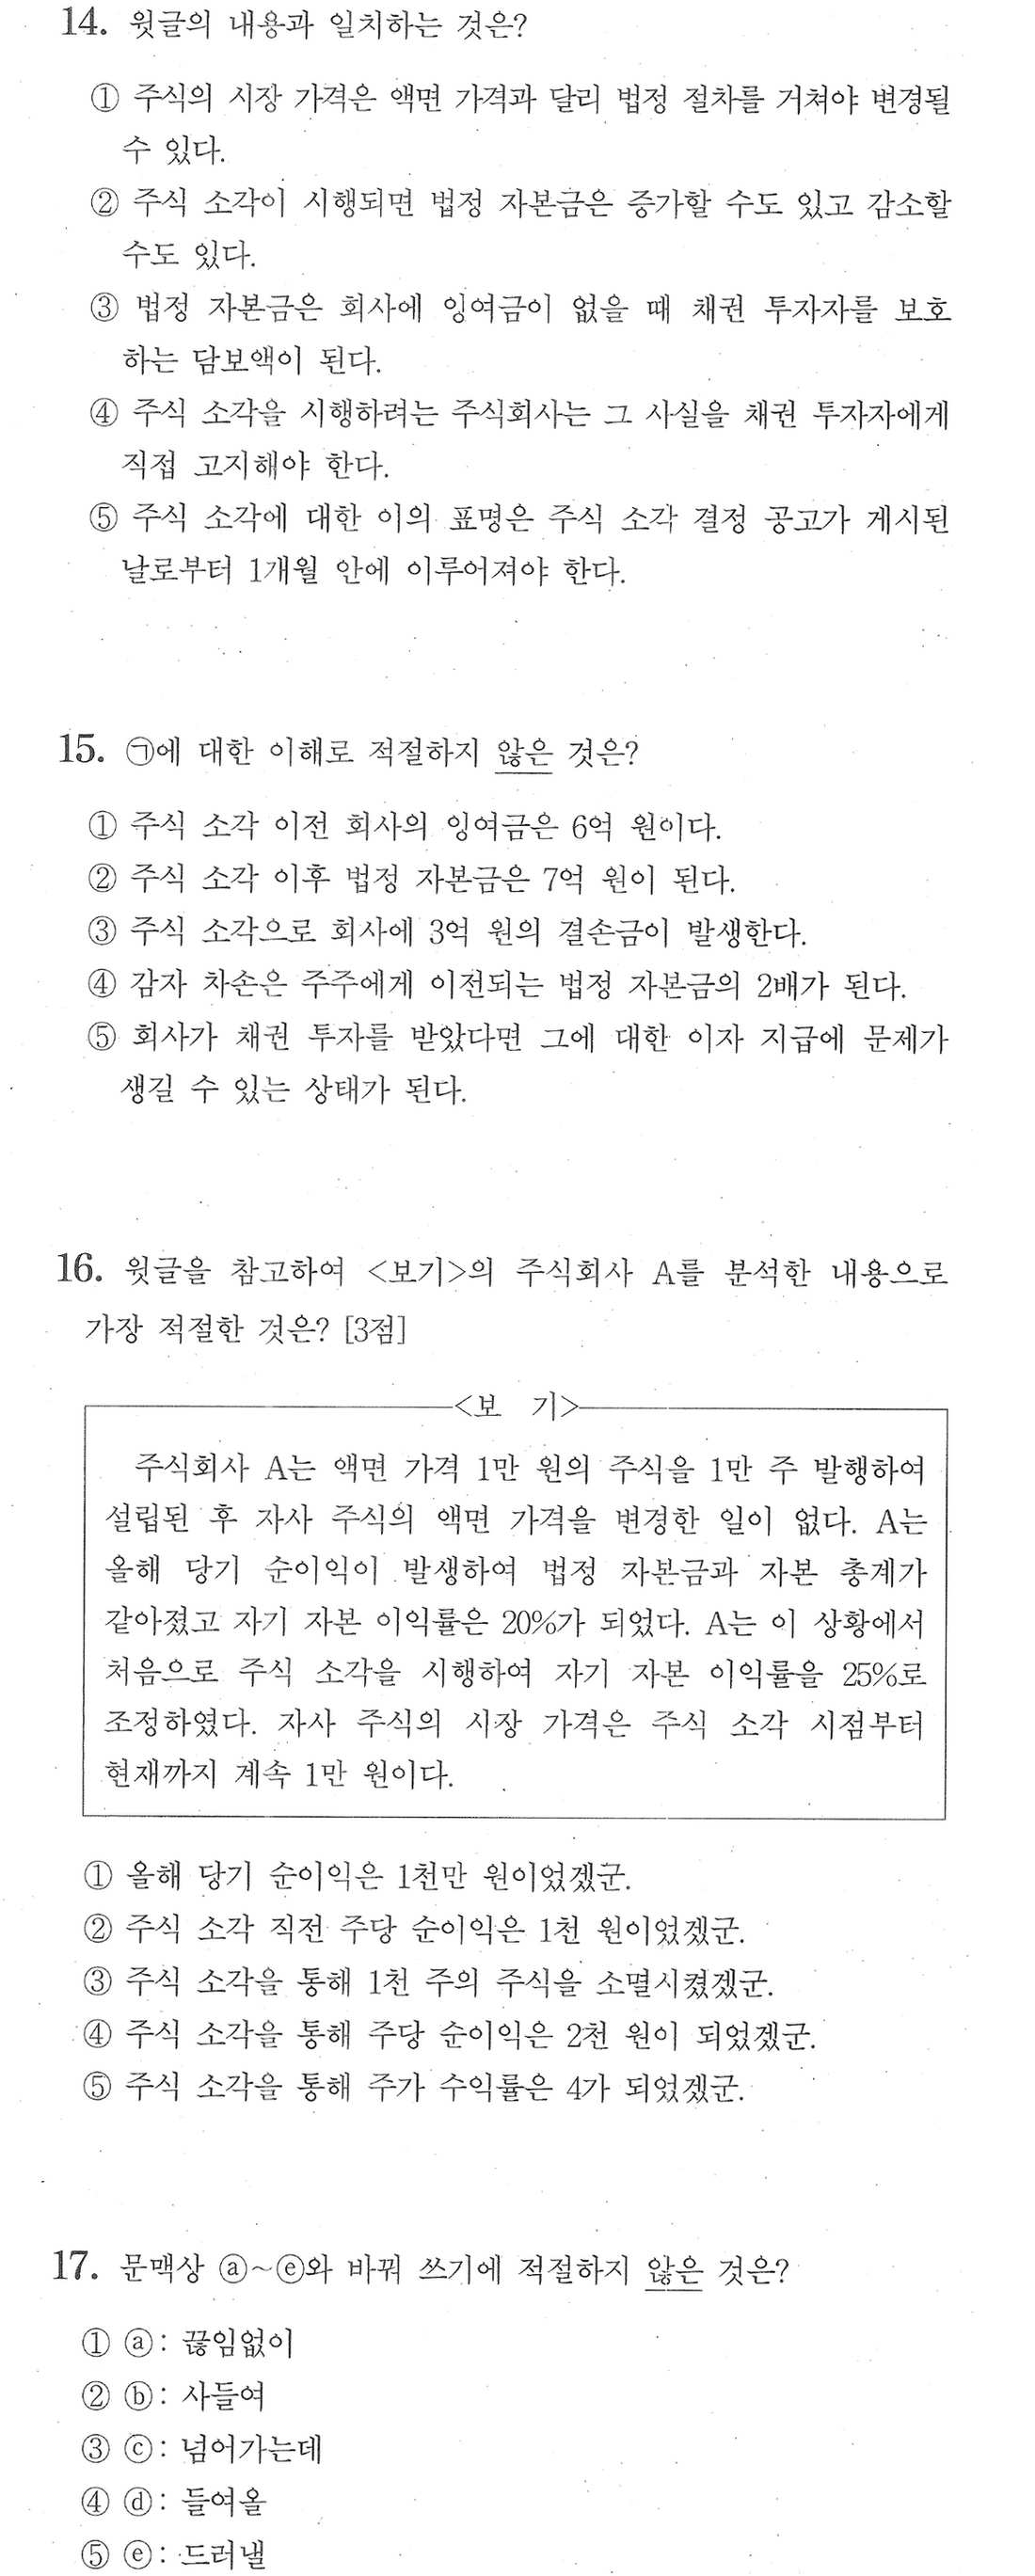 14. 윗글의 내용과 일치하는 것은?
① 주식의 시장 가격은 액면 가격과 달리 법정 절차를 거쳐야 변경될
수 있다.
② 주식 소각이 시행되면 법정 자본금은 증가할 수도 있고 감소할
수도 있다.
③ 법정 자본금은 회사에 잉여금이 없을 때 채권 투자자를 보호
하는 담보액이 된다.
④ 주식 소각을 시행하려는 주식회사는 그 사실을 채권 투자자에게
직접 고지해야 한다.
⑤ 주식 소각에 대한 이의 표명은 주식 소각 결정 공고가 게시된
날로부터 1개월 안에 이루어져야 한다.
15. ㉠에 대한 이해로 적절하지 않은 것은?
① 주식 소각 이전 회사의 잉여금은 6억 원이다.
② 주식 소각 이후 법정 자본금은 7억 원이 된다.
③ 주식 소각으로 회사에 3억 원의 결손금이 발생한다.
④ 감자 차손은 주주에게 이전되는 법정 자본금의 2배가 된다.
⑤ 회사가 채권 투자를 받았다면 그에 대한 이자 지급에 문제가
생길 수 있는 상태가 된다.
16. 윗글을 참고하여 <보기>의 주식회사 A를 분석한 내용으로
가장 적절한 것은? [3점]
<보 기>
주식회사 A는 액면 가격 1만 원의 주식을 1만 주 발행하여
설립된 후 자사 주식의 액면 가격을 변경한 일이 없다. A는
올해 당기 순이익이 발생하여 법정 자본금과 자본 총계가
같아졌고 자기 자본 이익률은 20%가 되었다. A는 이 상황에서
처음으로 주식 소각을 시행하여 자기 자본 이익률을 25%로
조정하였다. 자사 주식의 시장 가격은 주식 소각 시점부터
현재까지 계속 1만 원이다.
① 올해 당기 순이익은 1천만 원이었겠군.
② 주식 소각 직전 주당 순이익은 1천 원이었겠군.
③ 주식 소각을 통해 1천 주의 주식을 소멸시켰겠군.
④ 주식 소각을 통해 주당 순이익은 2천 원이 되었겠군.
⑤ 주식 소각을 통해 주가 수익률은 4가 되었겠군.
17. 문맥상 ⓐ~ⓔ와 바꿔 쓰기에 적절하지 않은 것은?
① ⓐ: 끊임없이
② ⓑ: 사들여
③ ⓒ: 넘어가는데
④ ⓓ: 들여올
⑤ ⓔ: 드러낼